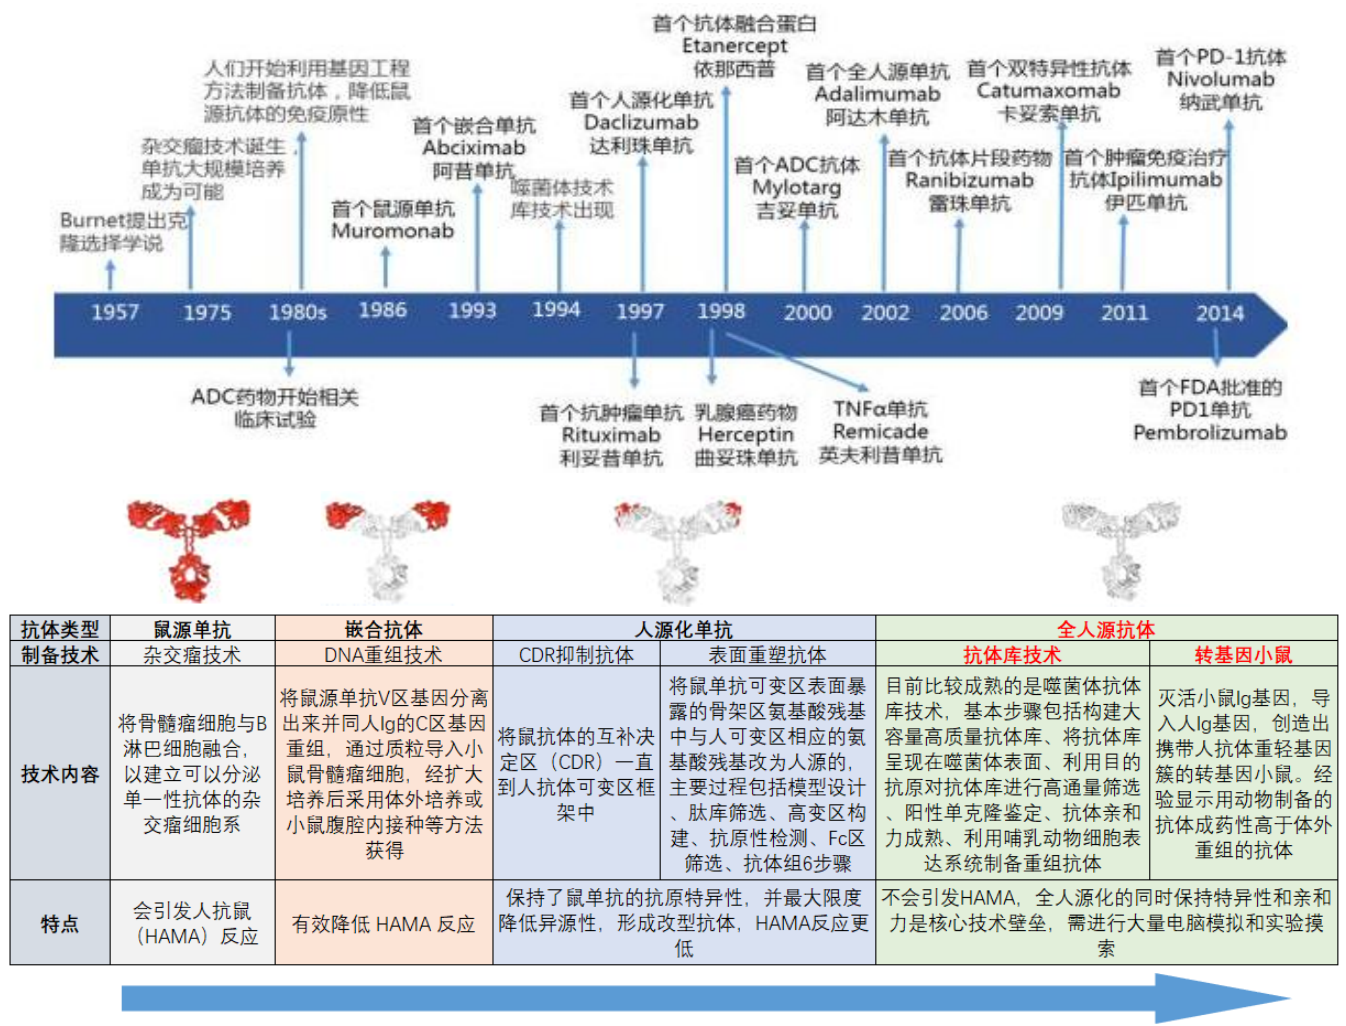 首个抗体融合蛋白
Etanercept
依那西普
人们开始利用基因工程
方法制备抗体，降低鼠
源抗体的免疫原性
首个人源化单抗
Daclizumab
达利珠单抗
首个全人源单抗
Adalimumab
阿达木单抗
首个双特异性抗体
Catumaxomab
卡妥索单抗
首个PD-1抗体
Nivolumab
纳武单抗
杂交瘤技术诞生，
单抗大规模培养
成为可能
首个嵌合单抗
Abciximab
阿昔单抗
Burnet提出克
隆选择学说
首个鼠源单抗
Muromonab
噬菌体技术
库技术出现
首个ADC抗体
Mylotarg
吉妥单抗
首个抗体片段药物
Ranibizumab
雷珠单抗
首个肿瘤免疫治疗
抗体Ipilimumab
伊匹单抗
1957 1975 1980s 1986 1993 1994 1997 1998 2000 2002 2006 2009 2011 2014
ADC药物开始相关
临床试验
首个抗肿瘤单抗
Rituximab
利妥昔单抗
乳腺癌药物
Herceptin
曲妥珠单抗
TNFα单抗
Remicade
英夫利昔单抗
首个FDA批准的
PD1单抗
Pembrolizumab
抗体类型 鼠源单抗 嵌合抗体 人源化单抗 全人源抗体
制备技术 杂交瘤技术 DNA重组技术 CDR抑制抗体 表面重塑抗体 抗体库技术 转基因小鼠
技术内容
将骨髓瘤细胞与B
淋巴细胞融合，
以建立可以分泌
单一性抗体的杂
交瘤细胞系
将鼠源单抗V区基因分离
出来并同人Ig的C区基因
重组，通过质粒导入小
鼠骨髓瘤细胞，经扩大
培养后采用体外培养或
小鼠腹腔内接种等方法
获得
将鼠抗体的互补决
定区（CDR）一直
到人抗体可变区框
架中
将鼠单抗可变区表面暴
露的骨架区氨基酸残基
中与人可变区相应的氨
基酸残基改为人源的，
主要过程包括模型设计
、肽库筛选、高变区构
建、抗原性检测、Fc区
筛选、抗体组6步骤
目前比较成熟的是噬菌体抗体
库技术，基本步骤包括构建大
容量高质量抗体库、将抗体库
呈现在噬菌体表面、利用目的
抗原对抗体库进行高通量筛选
、阳性单克隆鉴定、抗体亲和
力成熟、利用哺乳动物细胞表
达系统制备重组抗体
灭活小鼠Ig基因，导
入人Ig基因，创造出
携带人抗体重轻基因
簇的转基因小鼠。经
验显示用动物制备的
抗体成药性高于体外
重组的抗体
特点
会引发人抗鼠
（HAMA）反应
有效降低 HAMA 反应
保持了鼠单抗的抗原特异性，并最大限度
降低异源性，形成改型抗体，HAMA反应更
低
不会引发HAMA，全人源化的同时保持特异性和亲和
力是核心技术壁垒，需进行大量电脑模拟和实验摸
索